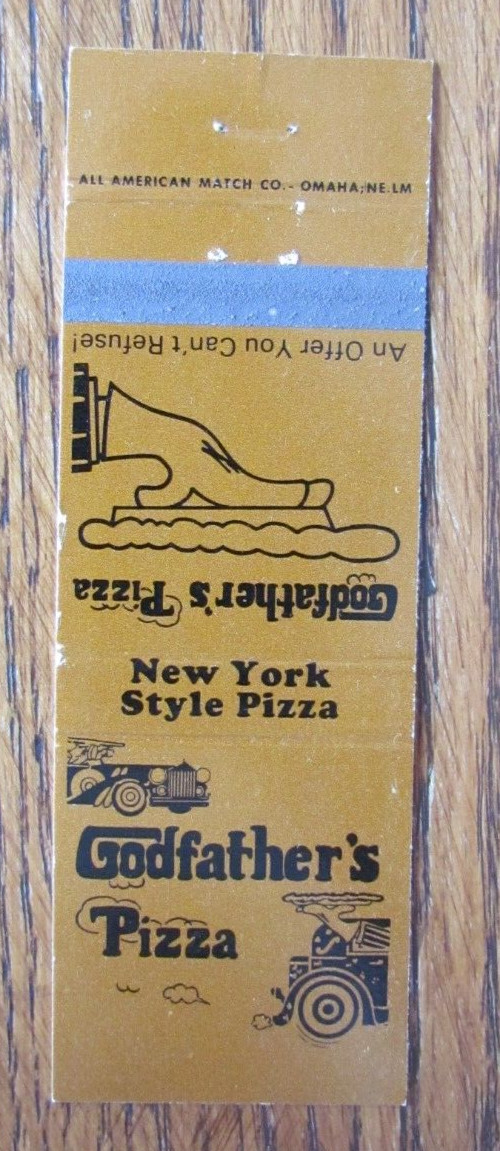 ALL AMERICAN MATCH CO.- OMAHA, NE. LM
An Offer You Can't Refuse!
Godfather's Pizza
New York
Style Pizza
Godfather's
Pizza